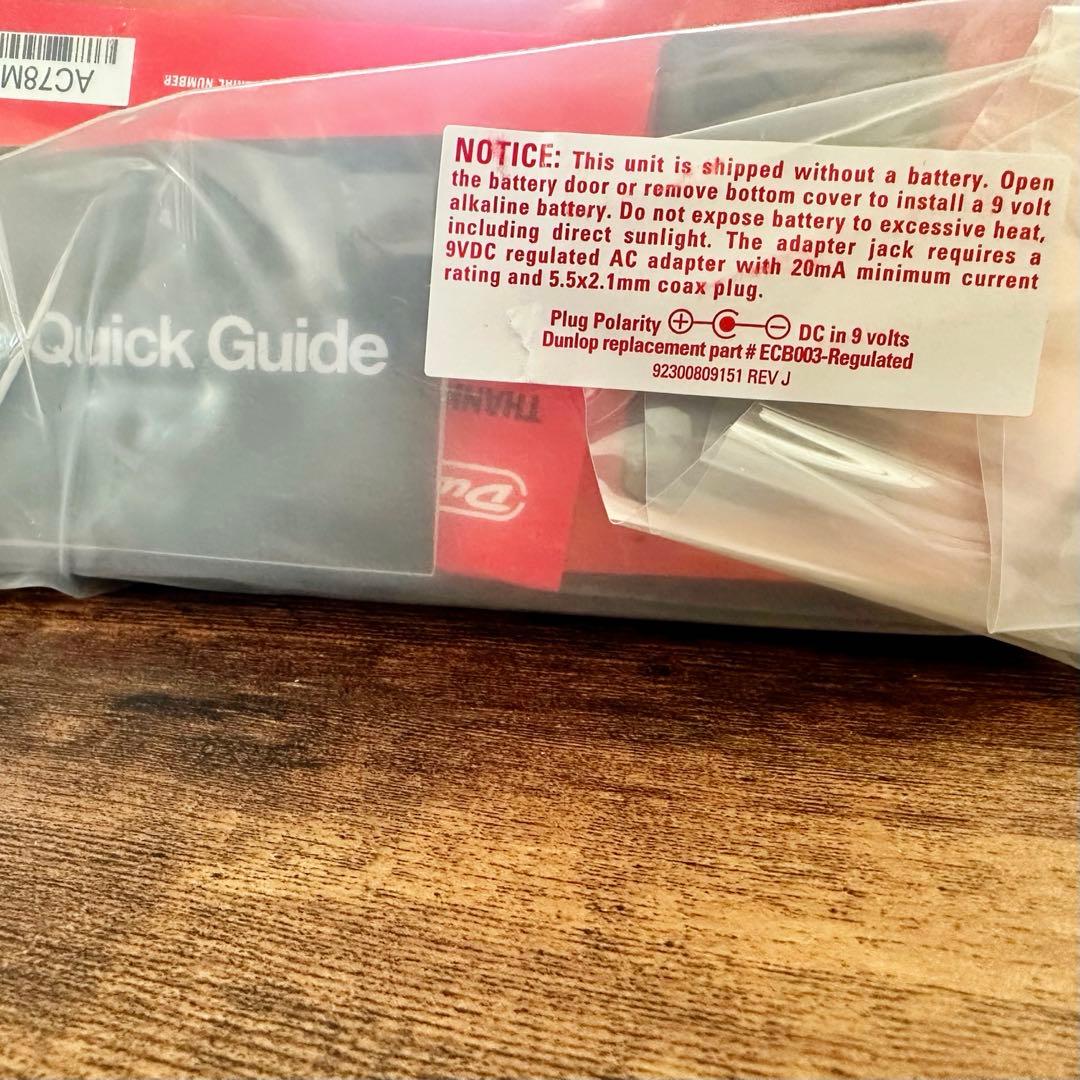 AC78M
NUMBER
NOTICE: This unit is shipped without a battery. Open
the battery door or remove bottom cover to install a 9 volt
alkaline battery. Do not expose battery to excessive heat,
including direct sunlight. The adapter jack requires a
9VDC regulated AC adapter with 20mA minimum current
rating and 5.5x2.1mm coax plug.
Plug Polarity + - DC in 9 volts
Dunlop replacement part # ECB003-Regulated
92300809151 REV J
Quick Guide
THAN
Du